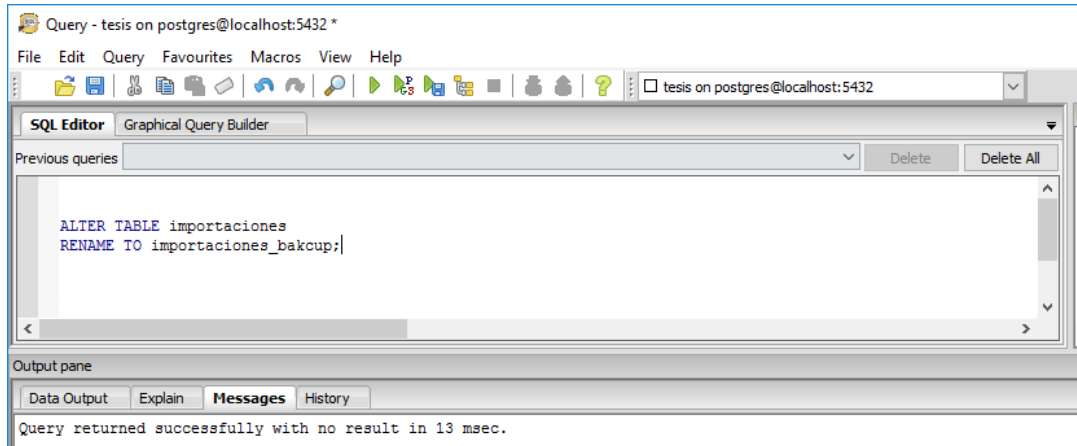 Query - tesis on postgres@localhost:5432 *
File Edit Query Favourites Macros View Help
tesis on postgres@localhost:5432
SQL Editor Graphical Query Builder
Previous queries Delete Delete All
ALTER TABLE importaciones
RENAME TO importaciones_bakcup;
Output pane
Data Output Explain Messages History
Query returned successfully with no result in 13 msec.